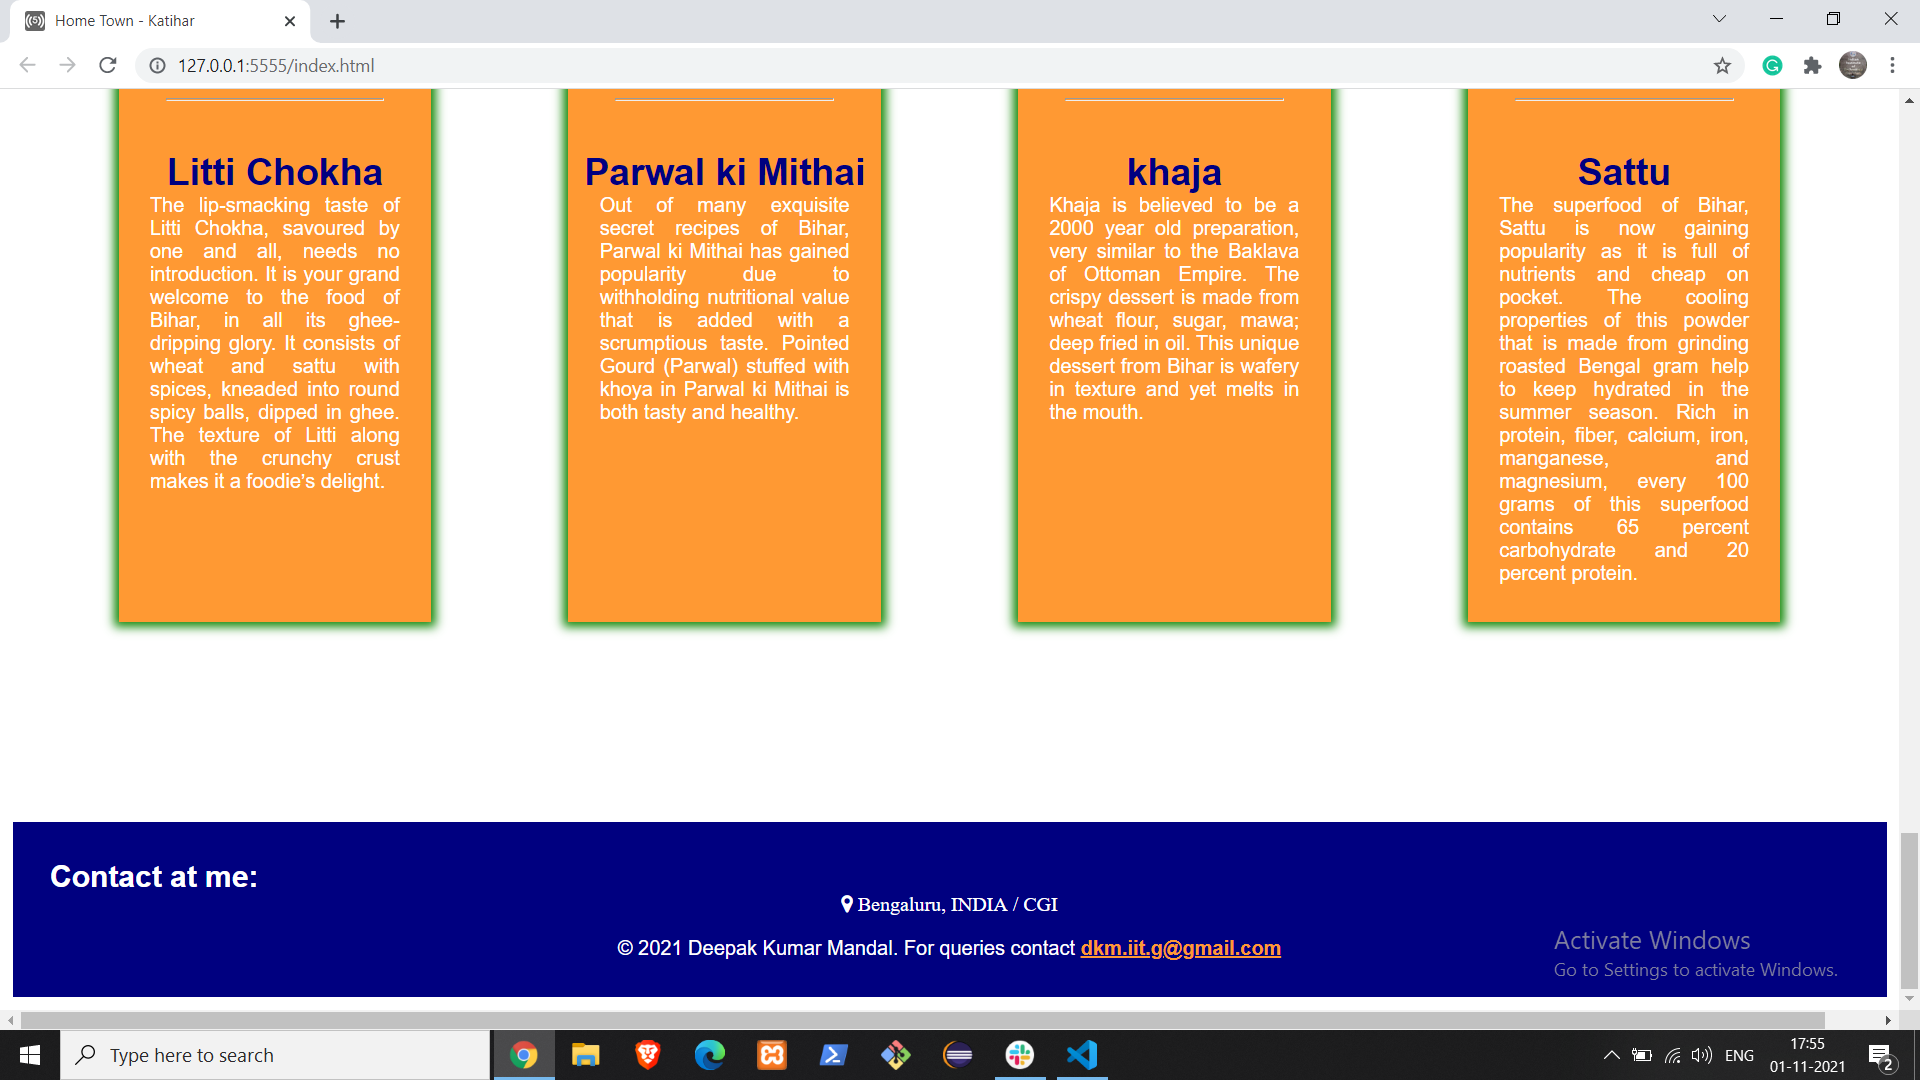 Home Town - Katihar
127.0.0.1:5555/index.html
Litti Chokha
The lip-smacking taste of
Litti Chokha, savoured by
one and all, needs no
introduction. It is your grand
welcome to the food of
Bihar, in all its ghee-
dripping glory. It consists of
wheat and sattu with
spices, kneaded into round
spicy balls, dipped in ghee.
The texture of Litti along
with the crunchy crust
makes it a foodie’s delight.
Parwal ki Mithai
Out of many exquisite
secret recipes of Bihar,
Parwal ki Mithai has gained
popularity due to
withholding nutritional value
that is added with a
scrumptious taste. Pointed
Gourd (Parwal) stuffed with
khoya in Parwal ki Mithai is
both tasty and healthy.
khaja
Khaja is believed to be a
2000 year old preparation,
very similar to the Baklava
of Ottoman Empire. The
crispy dessert is made from
wheat flour, sugar, mawa;
deep fried in oil. This unique
dessert from Bihar is wafery
in texture and yet melts in
the mouth.
Sattu
The superfood of Bihar,
Sattu is now gaining
popularity as it is full of
nutrients and cheap on
pocket. The cooling
properties of this powder
that is made from grinding
roasted Bengal gram help
to keep hydrated in the
summer season. Rich in
protein, fiber, calcium, iron,
manganese, and
magnesium, every 100
grams of this superfood
contains 65 percent
carbohydrate and 20
percent protein.
Contact at me:
Bengaluru, INDIA / CGI
© 2021 Deepak Kumar Mandal. For queries contact dkm.iit.g@gmail.com
Activate Windows
Go to Settings to activate Windows.
Type here to search
ENG
17:55
01-11-2021
2